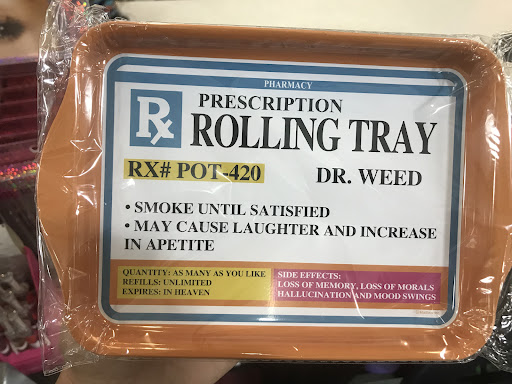 PHARMACY
Rx
PRESCRIPTION
ROLLING TRAY
RX# POT-420
DR. WEED
• SMOKE UNTIL SATISFIED
• MAY CAUSE LAUGHTER AND INCREASE
IN APETITE
QUANTITY: AS MANY AS YOU LIKE
REFILLS: UNLIMITED
EXPIRES: IN HEAVEN
SIDE EFFECTS:
LOSS OF MEMORY, LOSS OF MORALS
HALLUCINATION AND MOOD SWINGS